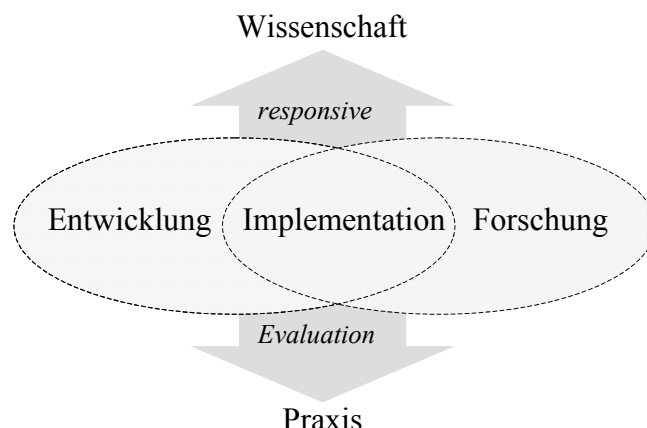 Wissenschaft
responsive
Entwicklung Implementation Forschung
Evaluation
Praxis